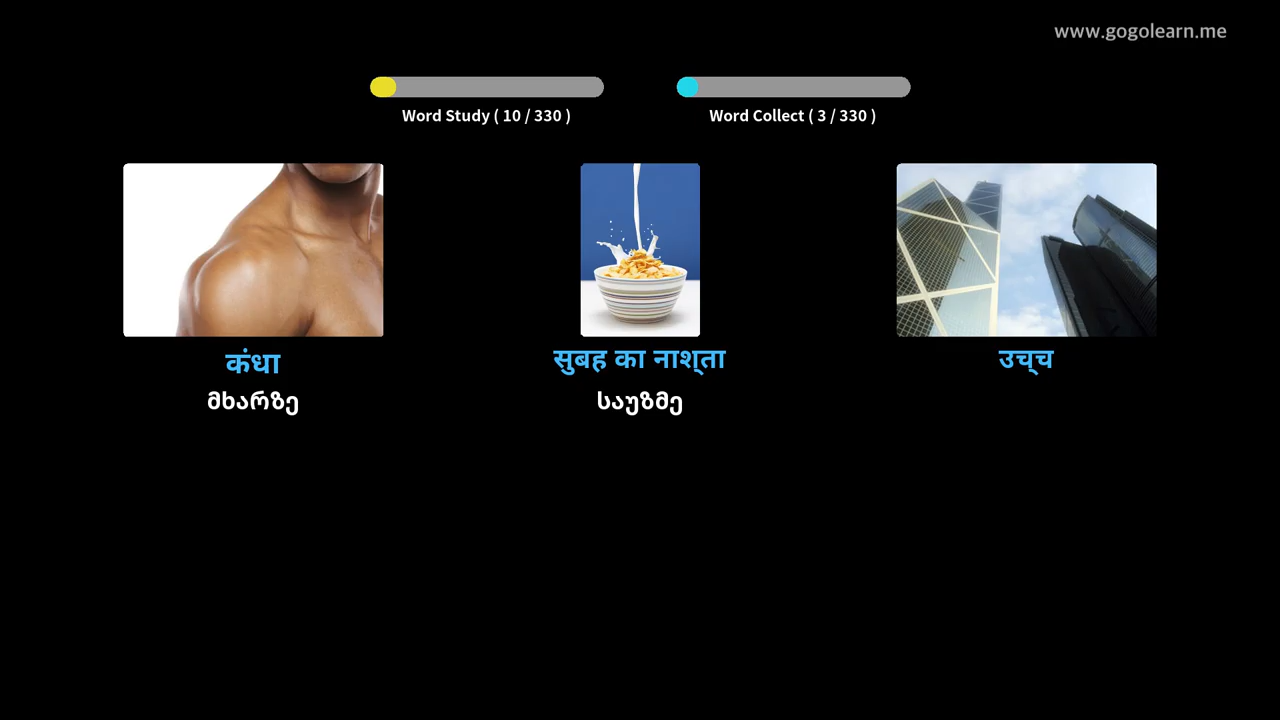 www.gogolearn.me
Word Study ( 10 / 330 )
Word Collect ( 3 / 330 )
कंधा
सुबह का नाश्ता
उच्च
მხარზე
საუზმე